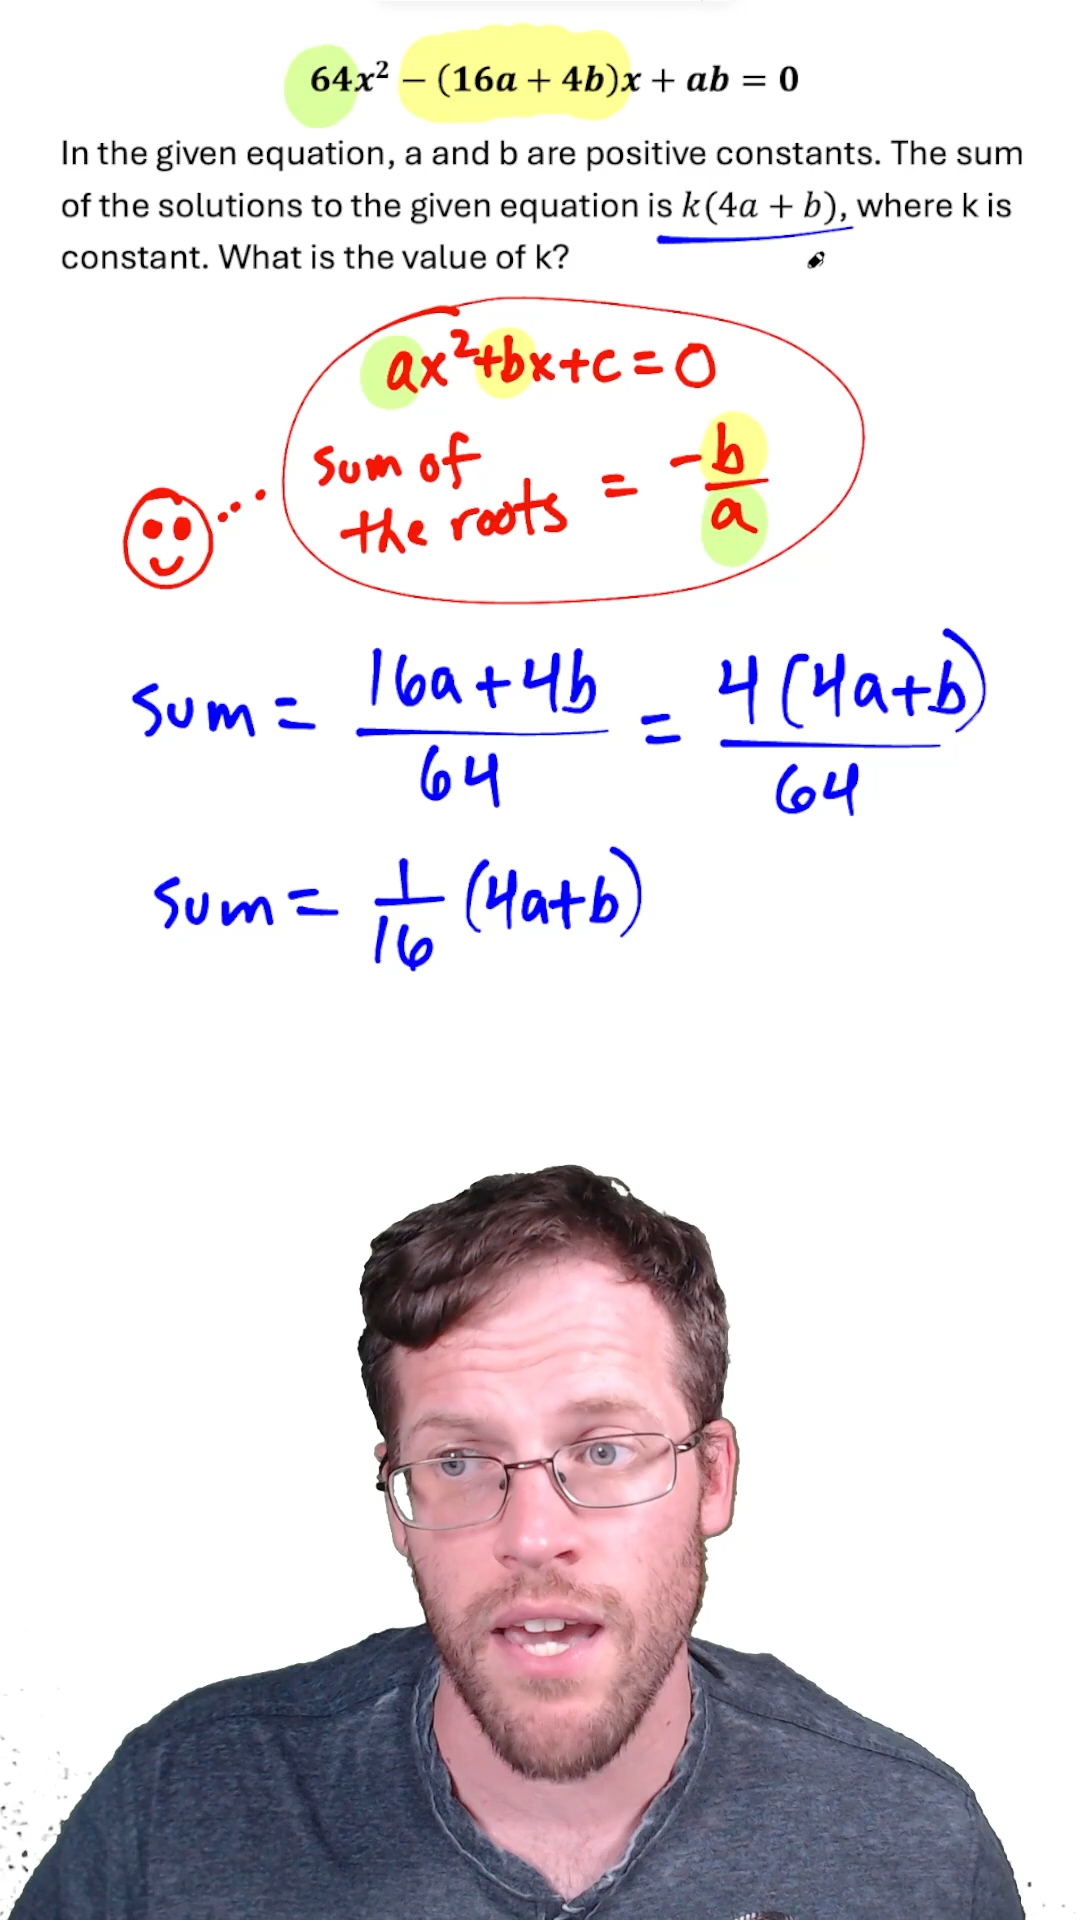 64x² − (16a + 4b)x + ab = 0
In the given equation, a and b are positive constants. The sum
of the solutions to the given equation is k(4a + b), where k is
constant. What is the value of k?
ax²+bx+c=0
sum of
the roots = -b/a
sum = 16a+4b/64 = 4(4a+b)/64
sum = 1/16 (4a+b)